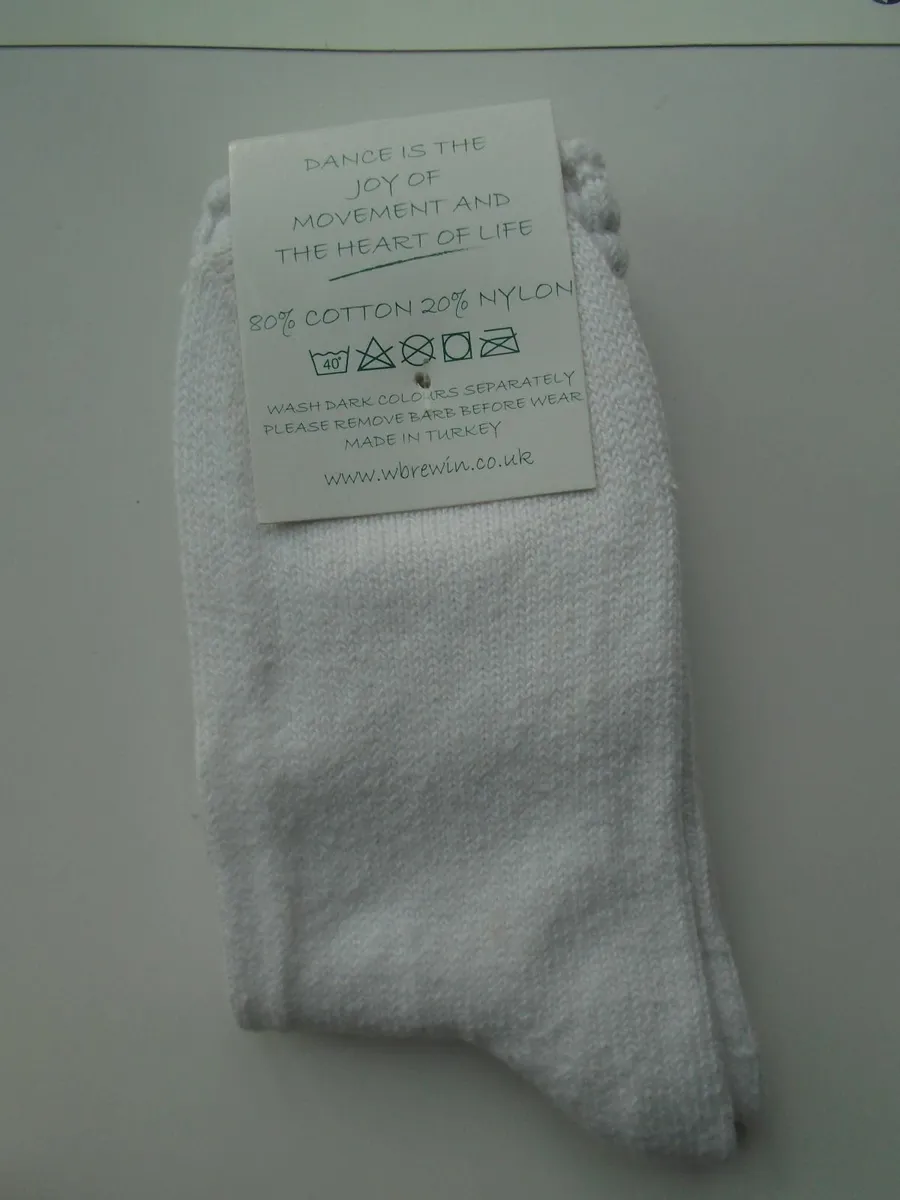 DANCE IS THE
JOY OF
MOVEMENT AND
THE HEART OF LIFE
80% COTTON 20% NYLON
40°
WASH DARK COLOURS SEPARATELY
PLEASE REMOVE BARB BEFORE WEAR
MADE IN TURKEY
www.wbrewin.co.uk